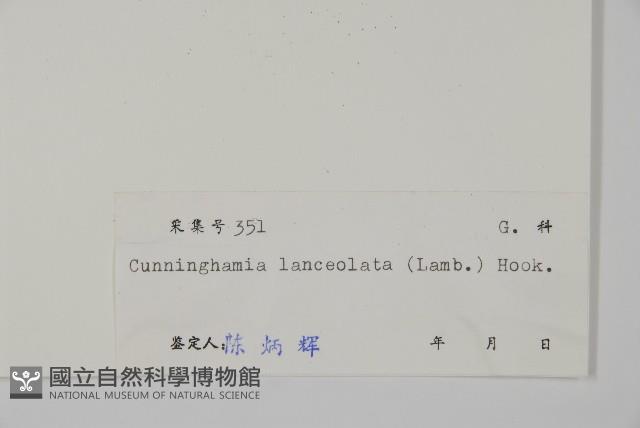 采集号 351 G. 科
Cunninghamia lanceolata (Lamb.) Hook.
鉴定人: 陈炳辉 年 月 日
國立自然科學博物館
NATIONAL MUSEUM OF NATURAL SCIENCE